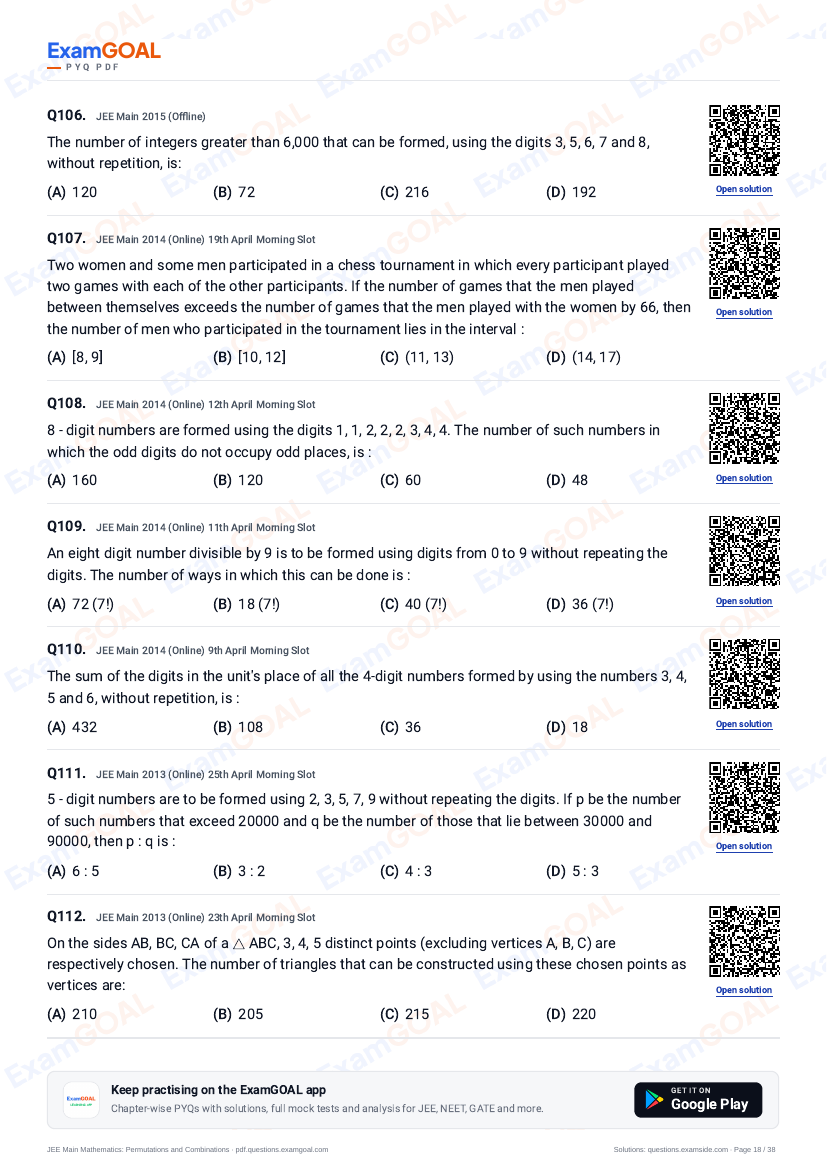 ExamGOAL
PYQ PDF
Q106. JEE Main 2015 (Offline)
The number of integers greater than 6,000 that can be formed, using the digits 3, 5, 6, 7 and 8,
without repetition, is:
(A) 120 (B) 72 (C) 216 (D) 192
Open solution
Q107. JEE Main 2014 (Online) 19th April Morning Slot
Two women and some men participated in a chess tournament in which every participant played
two games with each of the other participants. If the number of games that the men played
between themselves exceeds the number of games that the men played with the women by 66, then
the number of men who participated in the tournament lies in the interval :
(A) [8, 9] (B) [10, 12] (C) (11, 13) (D) (14, 17)
Open solution
Q108. JEE Main 2014 (Online) 12th April Morning Slot
8 - digit numbers are formed using the digits 1, 1, 2, 2, 2, 3, 4, 4. The number of such numbers in
which the odd digits do not occupy odd places, is :
(A) 160 (B) 120 (C) 60 (D) 48
Open solution
Q109. JEE Main 2014 (Online) 11th April Morning Slot
An eight digit number divisible by 9 is to be formed using digits from 0 to 9 without repeating the
digits. The number of ways in which this can be done is :
(A) 72 (7!) (B) 18 (7!) (C) 40 (7!) (D) 36 (7!)
Open solution
Q110. JEE Main 2014 (Online) 9th April Morning Slot
The sum of the digits in the unit's place of all the 4-digit numbers formed by using the numbers 3, 4,
5 and 6, without repetition, is :
(A) 432 (B) 108 (C) 36 (D) 18
Open solution
Q111. JEE Main 2013 (Online) 25th April Morning Slot
5 - digit numbers are to be formed using 2, 3, 5, 7, 9 without repeating the digits. If p be the number
of such numbers that exceed 20000 and q be the number of those that lie between 30000 and
90000, then p : q is :
(A) 6 : 5 (B) 3 : 2 (C) 4 : 3 (D) 5 : 3
Open solution
Q112. JEE Main 2013 (Online) 23th April Morning Slot
On the sides AB, BC, CA of a △ ABC, 3, 4, 5 distinct points (excluding vertices A, B, C) are
respectively chosen. The number of triangles that can be constructed using these chosen points as
vertices are:
(A) 210 (B) 205 (C) 215 (D) 220
Open solution
ExamGOAL
Keep practising on the ExamGOAL app
Chapter-wise PYQs with solutions, full mock tests and analysis for JEE, NEET, GATE and more.
GET IT ON
Google Play
JEE Main Mathematics: Permutations and Combinations · pdf.questions.examgoal.com
Solutions: questions.examside.com · Page 18 / 38